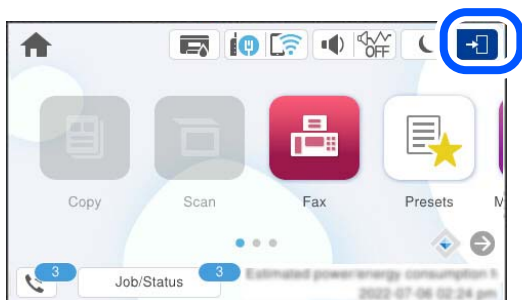 OFF
Copy
Scan
Fax
Presets
M
3
Job/Status
3
Estimated power/energy consumption h
2022-07-06 02:24 pm